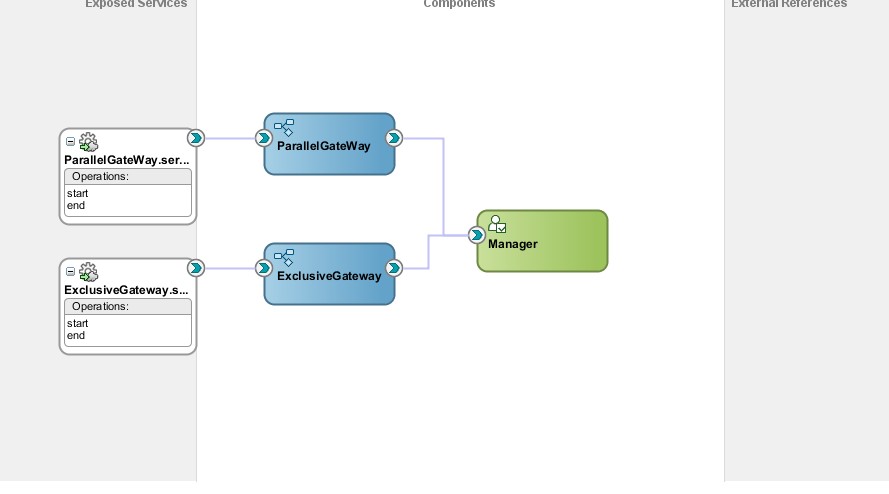 Exposed Services
Components
External References
ParallelGateWay.ser...
Operations:
start
end
ParallelGateWay
Manager
ExclusiveGateway.s...
Operations:
start
end
ExclusiveGateway